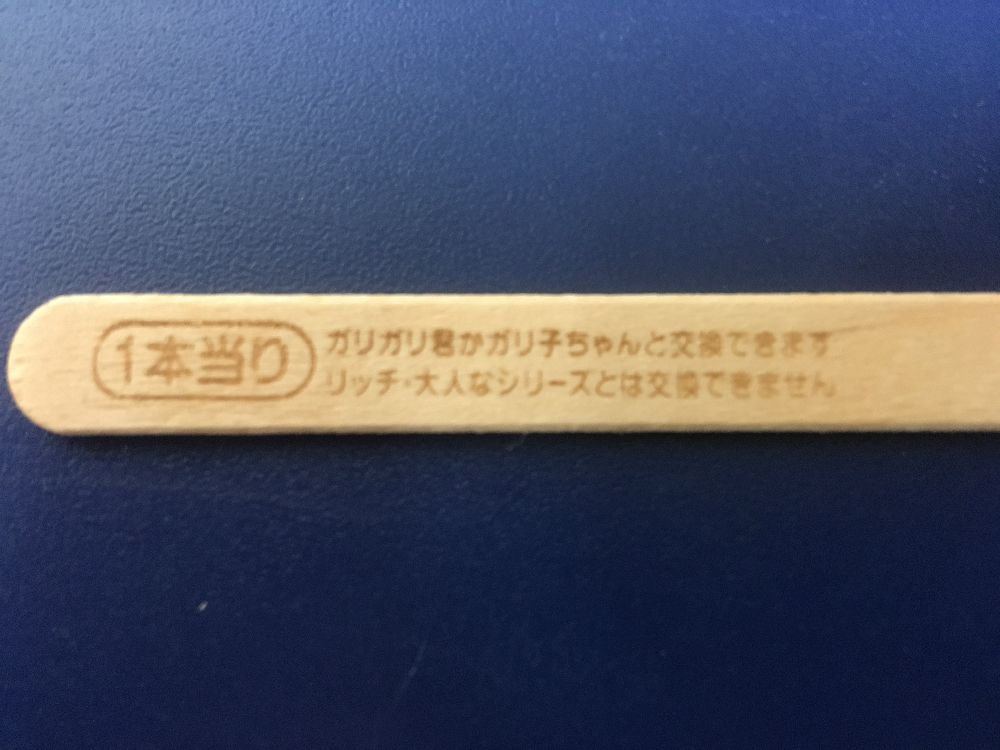 1本当り
ガリガリ君かガリ子ちゃんと交換できます
リッチ・大人なシリーズとは交換できません